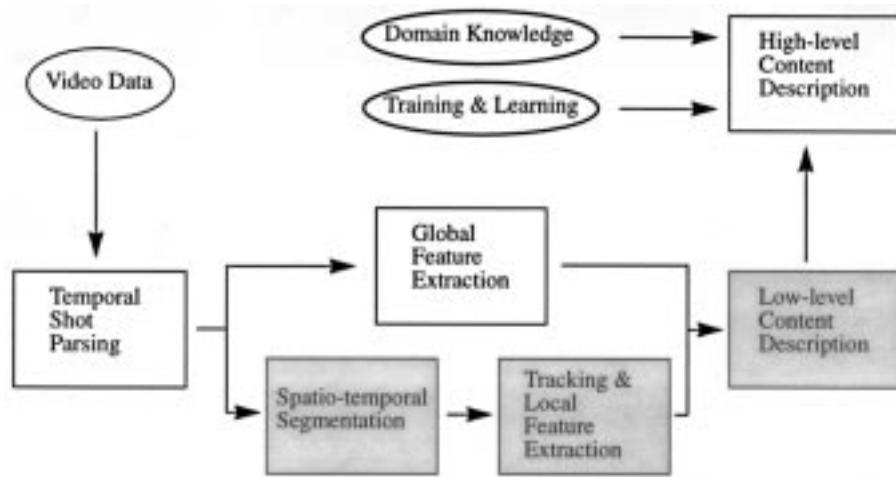 Domain Knowledge
High-level
Content
Description
Video Data
Training & Learning
Global
Feature
Extraction
Temporal
Shot
Parsing
Low-level
Content
Description
Spatio-temporal
Segmentation
Tracking &
Local
Feature
Extraction